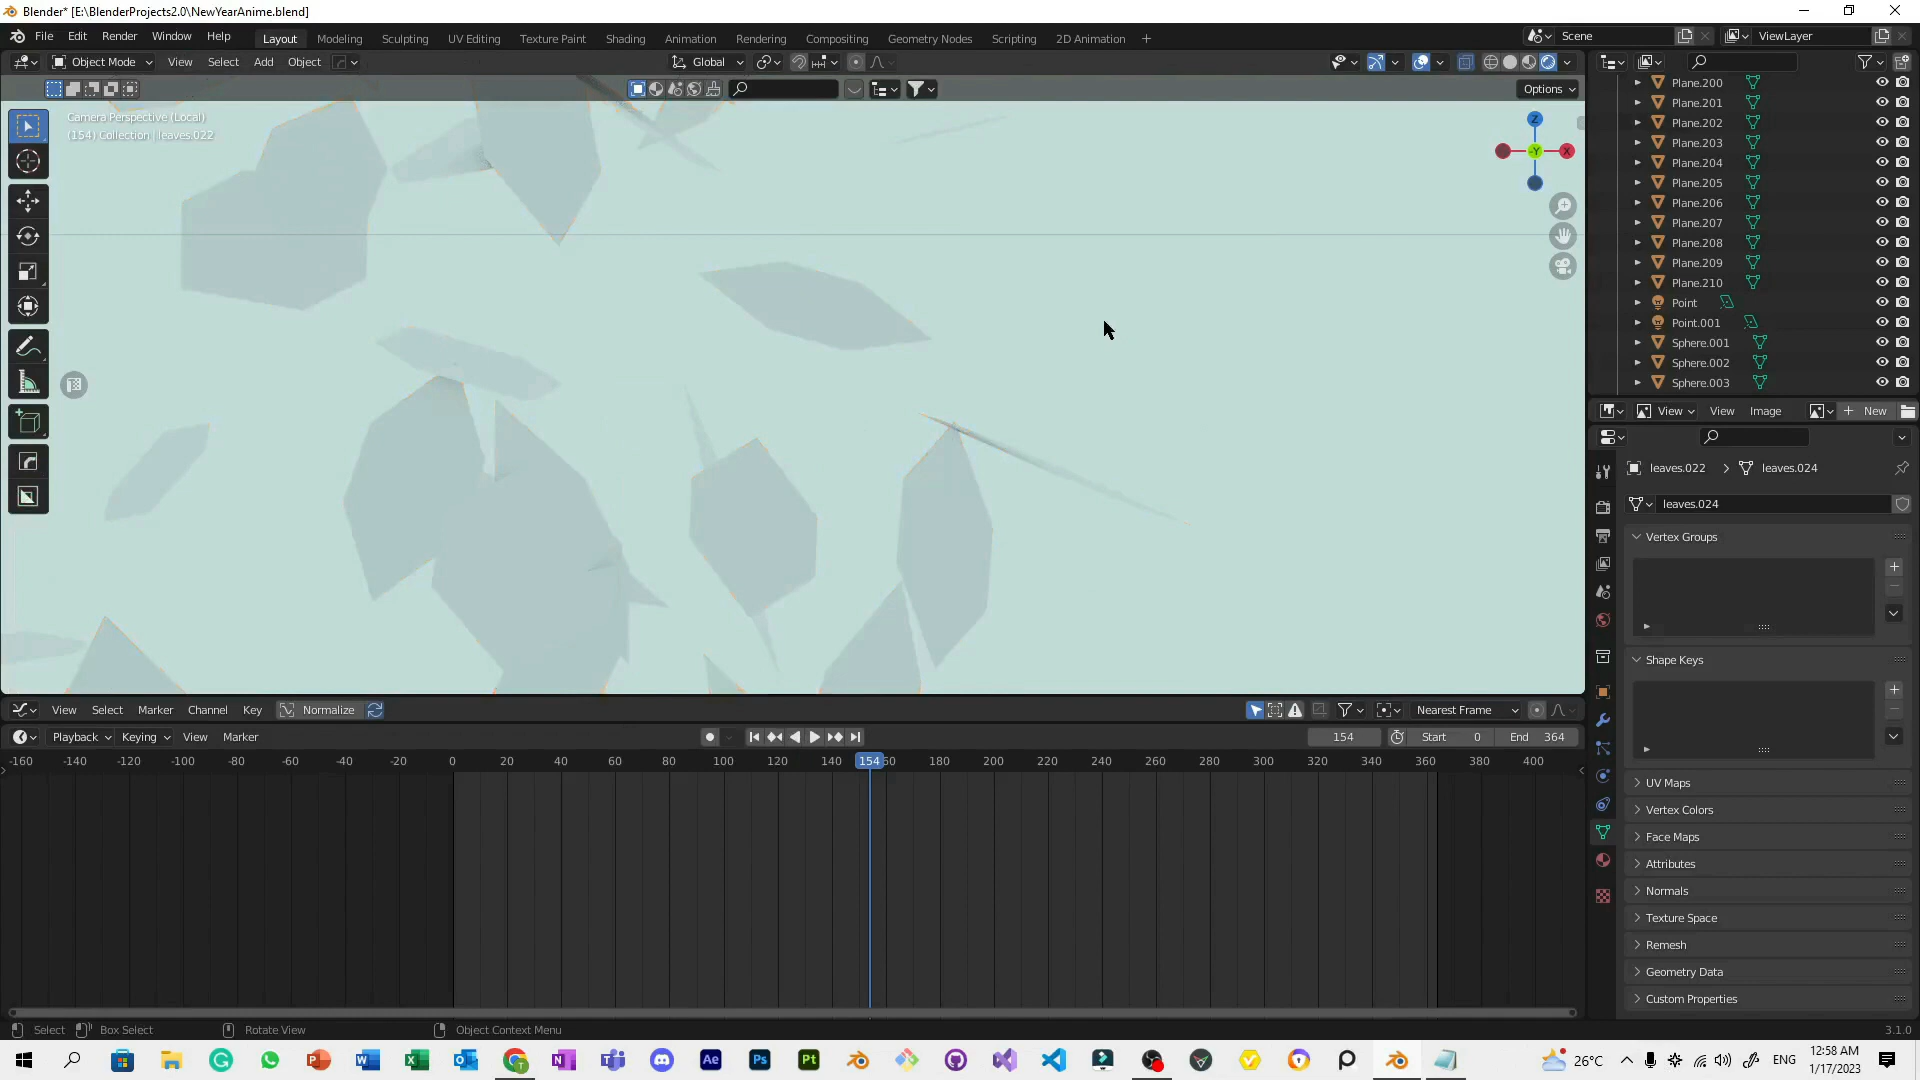 Blender* [E:\BlenderProjects2.0\NewYearAnime.blend]
File Edit Render Window Help Layout Modeling Sculpting UV Editing Texture Paint Shading Animation Rendering Compositing Geometry Nodes Scripting 2D Animation + Scene ViewLayer
Object Mode View Select Add Object Global
Options
Camera Perspective (Local)
(154) Collection | leaves.022
Z
-Y X
Plane.200
Plane.201
Plane.202
Plane.203
Plane.204
Plane.205
Plane.206
Plane.207
Plane.208
Plane.209
Plane.210
Point
Point.001
Sphere.001
Sphere.002
Sphere.003
View View Image + New
leaves.022 > leaves.024
leaves.024
Vertex Groups
Shape Keys
UV Maps
Vertex Colors
Face Maps
Attributes
Normals
Texture Space
Remesh
Geometry Data
Custom Properties
View Select Marker Channel Key Normalize Nearest Frame
Playback Keying View Marker 154 Start 0 End 364
-160 -140 -120 -100 -80 -60 -40 -20 0 20 40 60 80 100 120 140 154 60 180 200 220 240 260 280 300 320 340 360 380 400
Select Box Select Rotate View Object Context Menu 3.1.0
26°C ENG 12:58 AM
1/17/2023